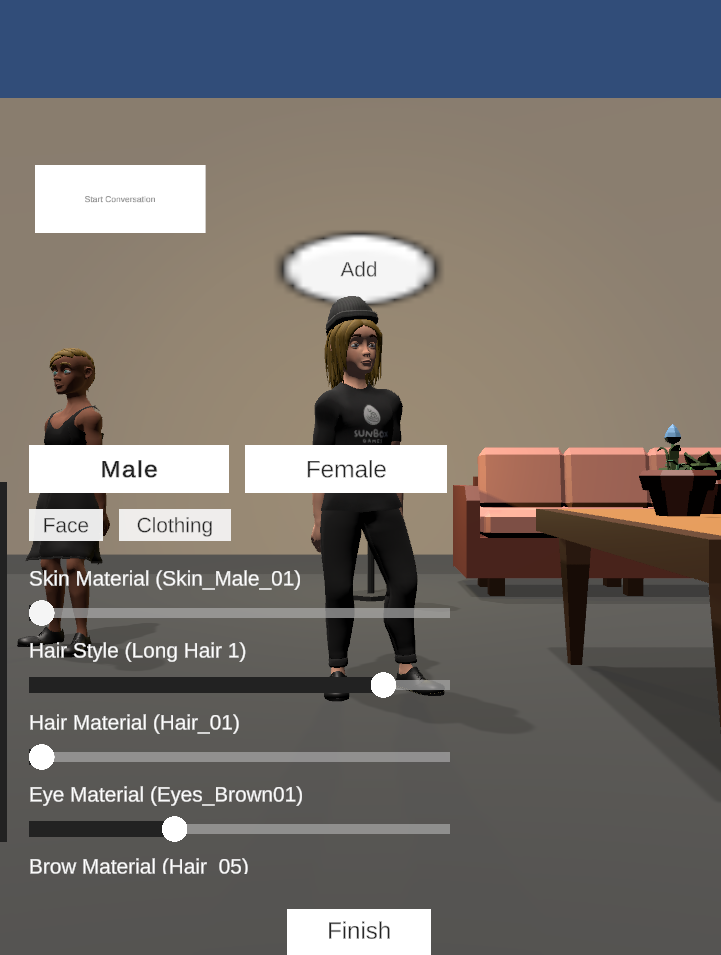 Start Conversation
Add
SUNBOX
GAMES
Male
Female
Face
Clothing
Skin Material (Skin_Male_01)
Hair Style (Long Hair 1)
Hair Material (Hair_01)
Eye Material (Eyes_Brown01)
Brow Material (Hair_05)
Finish